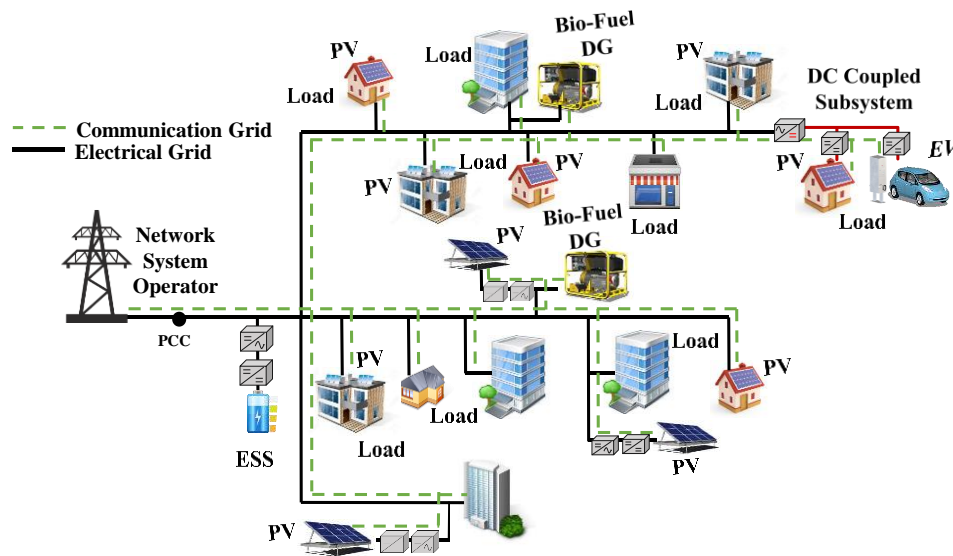 Bio-Fuel
DG
PV
Load
PV
Load
DC Coupled
Subsystem
Communication Grid
Electrical Grid
Load
PV
PV
Load
PV
EV
Load
Load
Bio-Fuel
DG
PV
Network
System
Operator
PCC
Load
PV
PV
Load
Load
ESS
PV
PV